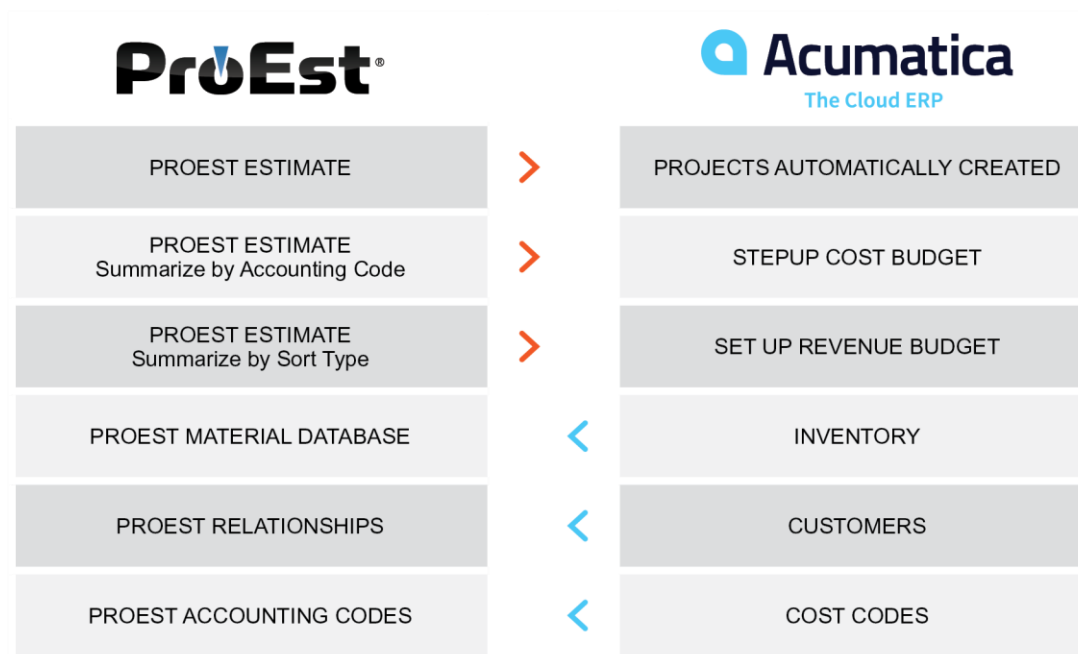 ProEst®
Acumatica
The Cloud ERP
PROEST ESTIMATE
PROJECTS AUTOMATICALLY CREATED
PROEST ESTIMATE
Summarize by Accounting Code
STEPUP COST BUDGET
PROEST ESTIMATE
Summarize by Sort Type
SET UP REVENUE BUDGET
PROEST MATERIAL DATABASE
INVENTORY
PROEST RELATIONSHIPS
CUSTOMERS
PROEST ACCOUNTING CODES
COST CODES